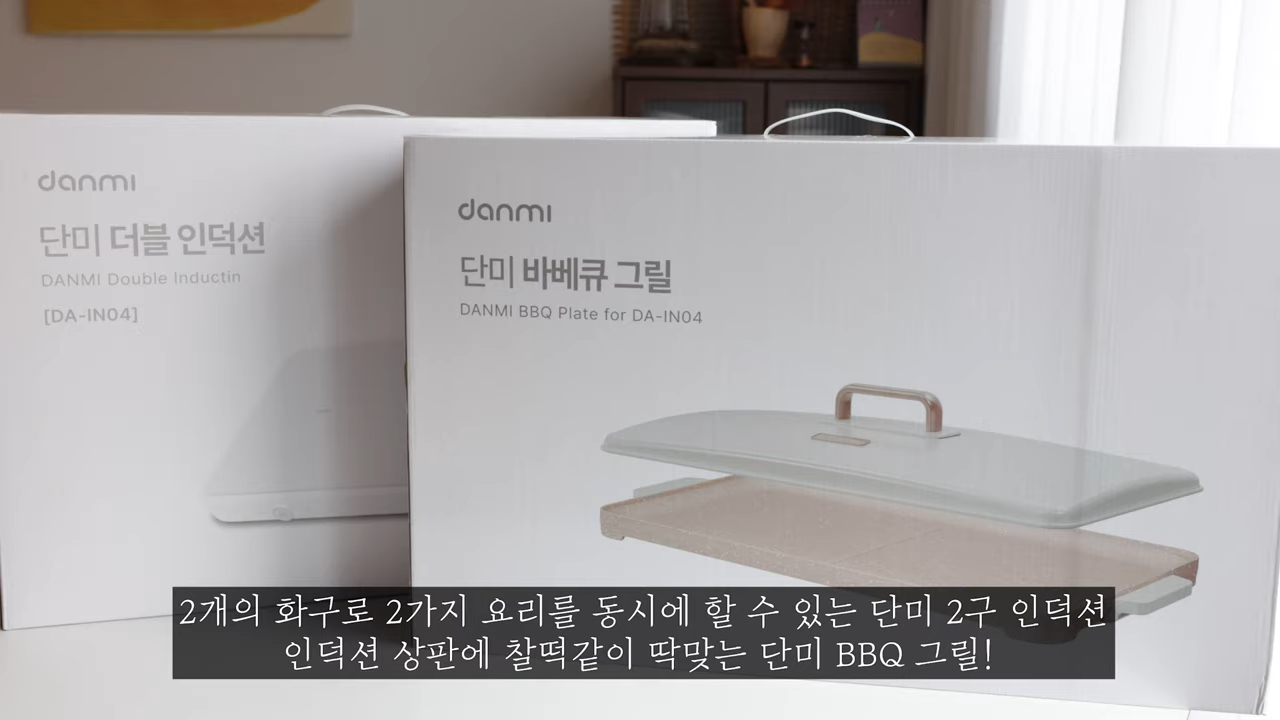 danmi
단미 더블 인덕션
DANMI Double Inductin
[DA-IN04]
danmi
단미 바베큐 그릴
DANMI BBQ Plate for DA-IN04
2개의 화구로 2가지 요리를 동시에 할 수 있는 단미 2구 인덕션
인덕션 상판에 찰떡같이 딱맞는 단미 BBQ 그릴!